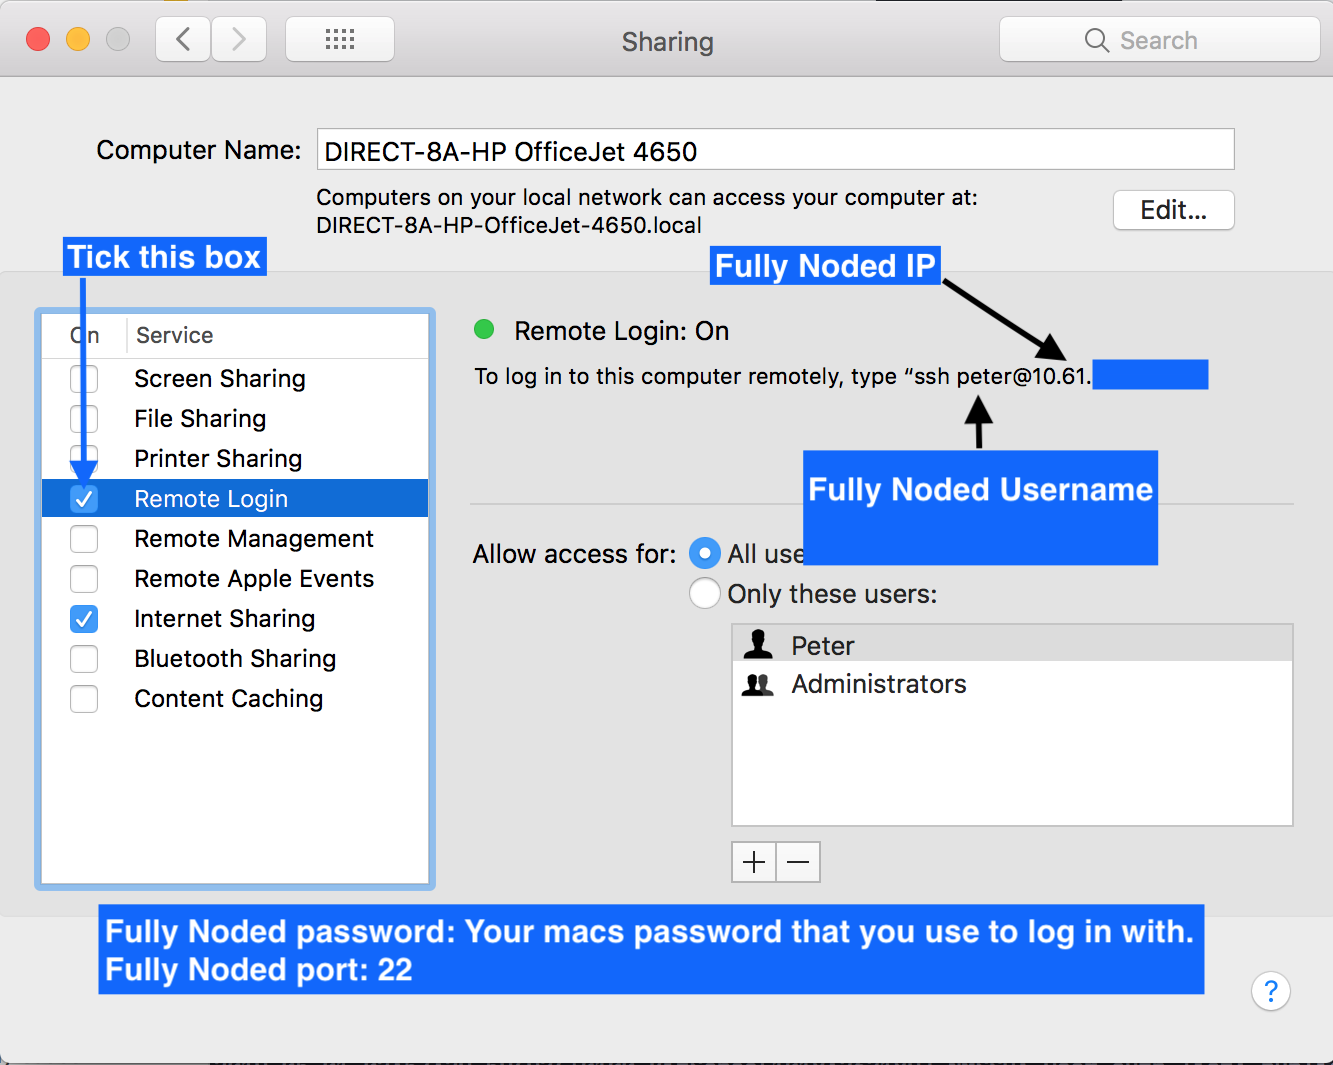 Sharing
Search
Computer Name: DIRECT-8A-HP OfficeJet 4650
Computers on your local network can access your computer at:
DIRECT-8A-HP-OfficeJet-4650.local
Edit...
Tick this box
Fully Noded IP
On Service
Remote Login: On
Screen Sharing
To log in to this computer remotely, type “ssh peter@10.61.
File Sharing
Printer Sharing
Remote Login
Fully Noded Username
Remote Management
Allow access for: All use
Remote Apple Events
Only these users:
Internet Sharing
Peter
Bluetooth Sharing
Administrators
Content Caching
Fully Noded password: Your macs password that you use to log in with.
Fully Noded port: 22
?